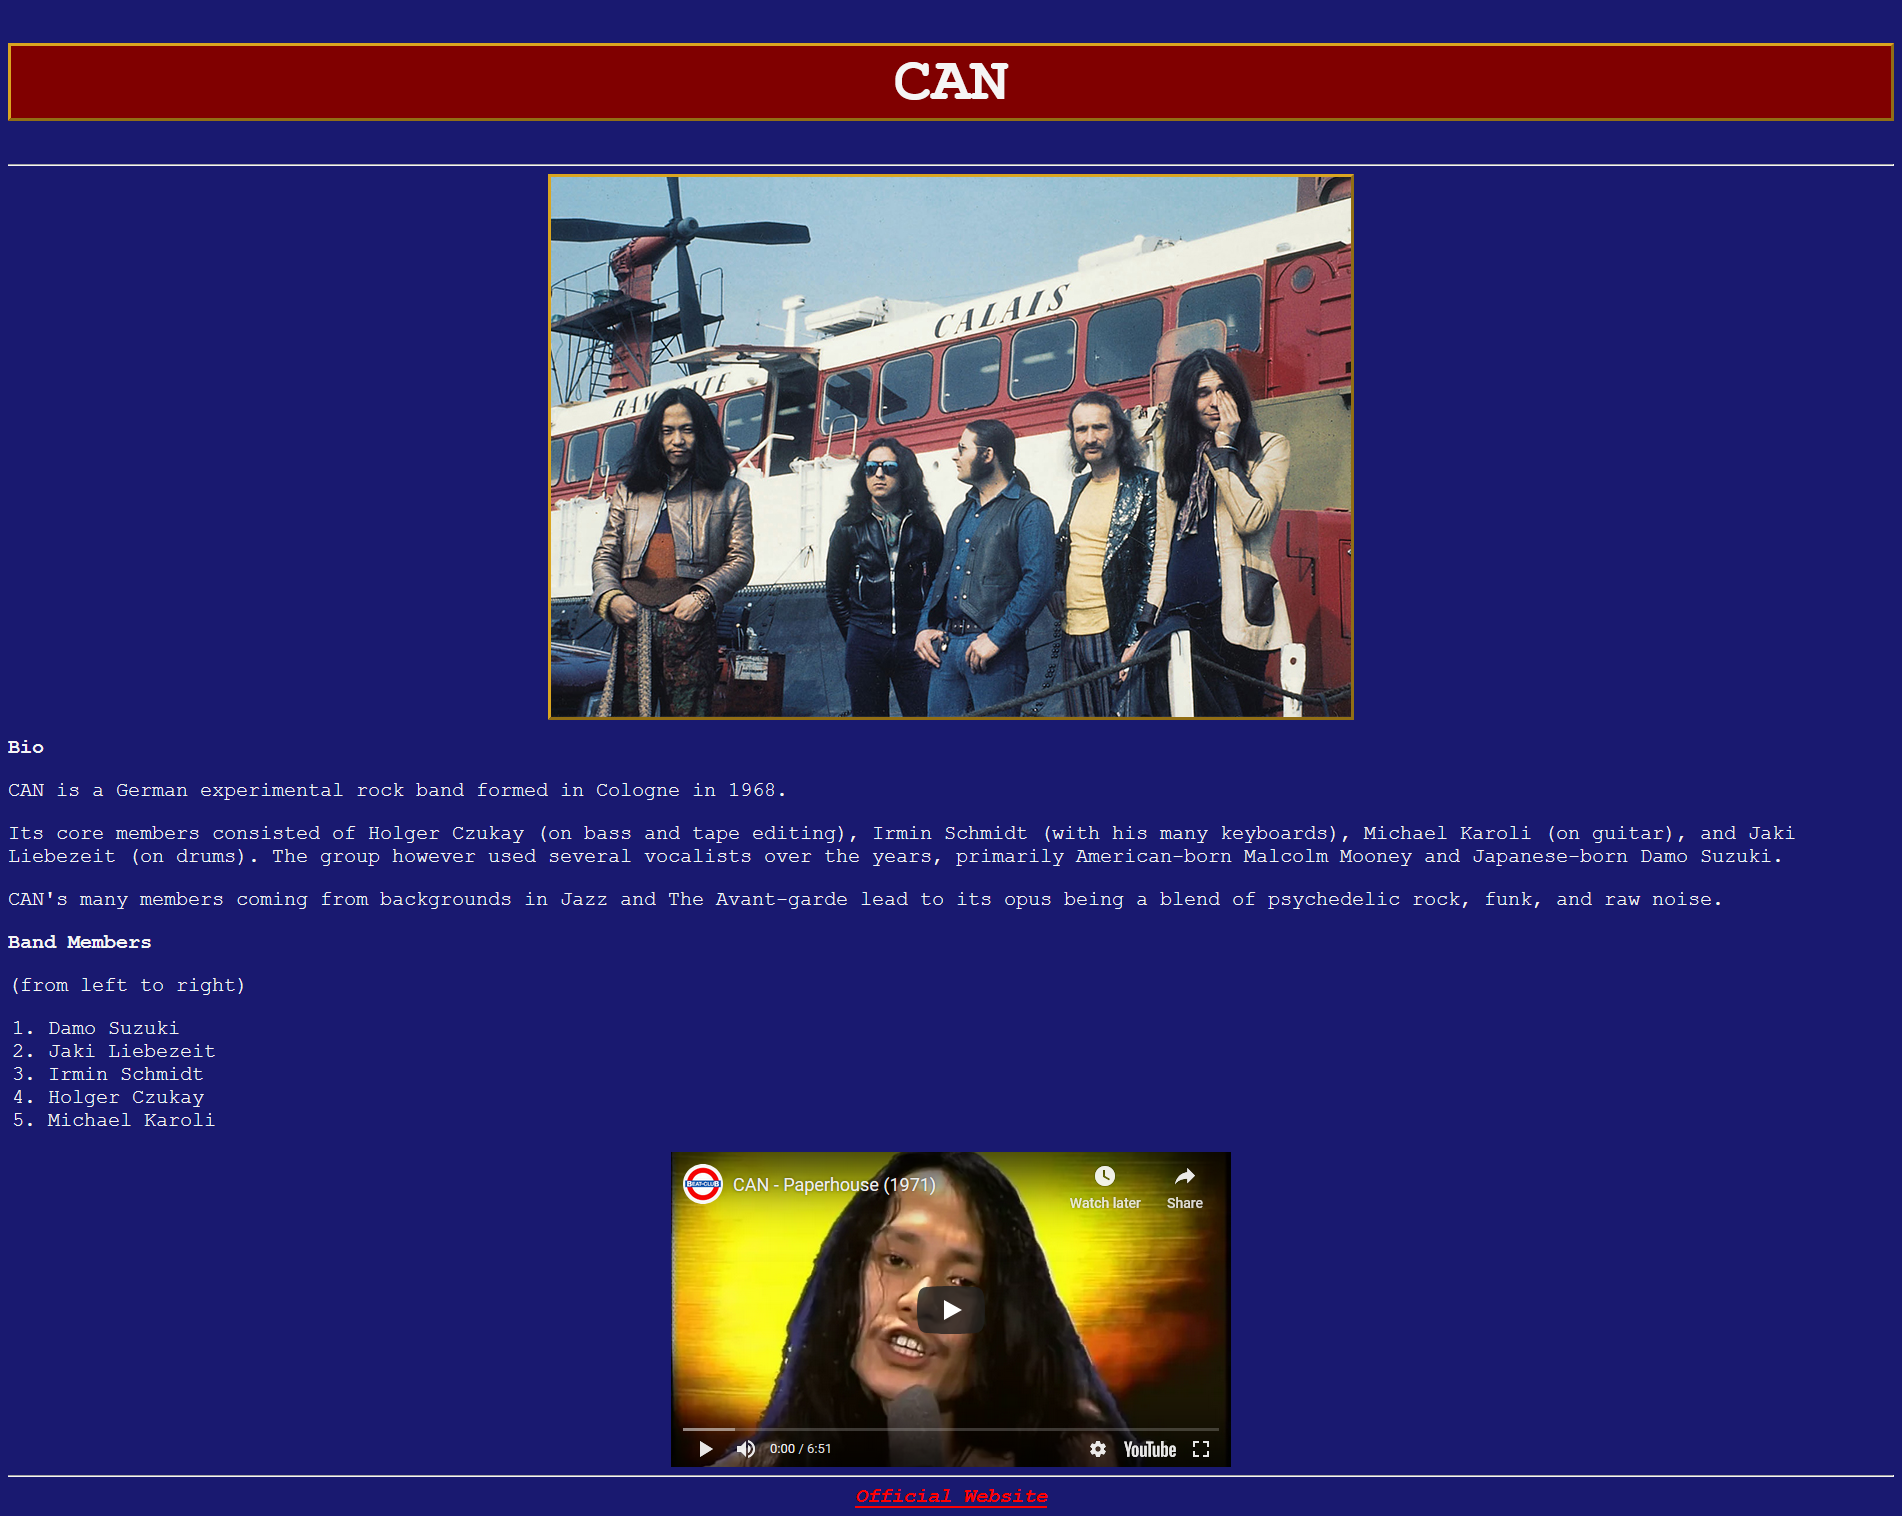 CAN
CALAIS
RAMSGATE
Bio
CAN is a German experimental rock band formed in Cologne in 1968.
Its core members consisted of Holger Czukay (on bass and tape editing), Irmin Schmidt (with his many keyboards), Michael Karoli (on guitar), and Jaki
Liebezeit (on drums). The group however used several vocalists over the years, primarily American-born Malcolm Mooney and Japanese-born Damo Suzuki.
CAN's many members coming from backgrounds in Jazz and The Avant-garde lead to its opus being a blend of psychedelic rock, funk, and raw noise.
Band Members
(from left to right)
1. Damo Suzuki
2. Jaki Liebezeit
3. Irmin Schmidt
4. Holger Czukay
5. Michael Karoli
BEAT-CLUB
CAN - Paperhouse (1971)
Watch later
Share
0:00 / 6:51
YouTube
Official Website